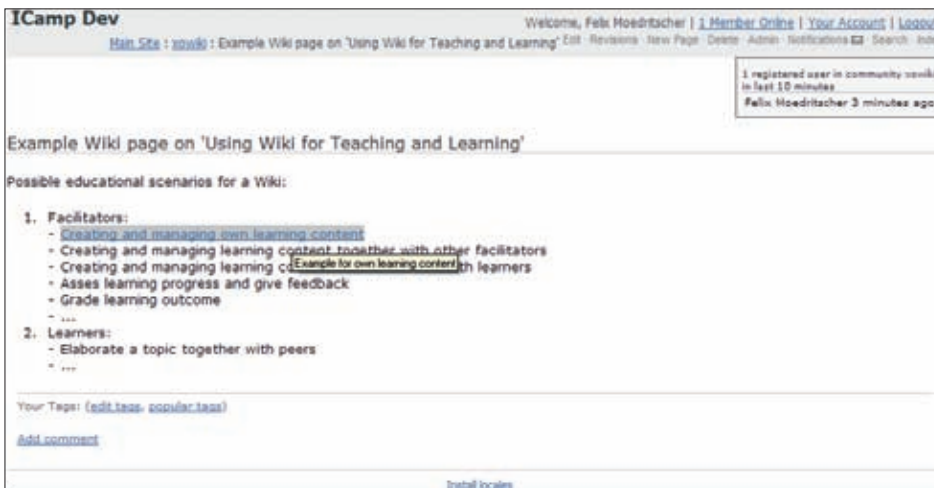 ICamp Dev
Welcome, Felix Moedritscher | 1 Member Online | Your Account | Logou
Main Site : xowiki : Example Wiki page on 'Using Wiki for Teaching and Learning' Edit · Revisions · New Page · Delete · Admin · Notifications · Search · Inde
1 registered user in community xowiki
in last 10 minutes
Felix Moedritscher 3 minutes ago
Example Wiki page on 'Using Wiki for Teaching and Learning'
Possible educational scenarios for a Wiki:
1. Facilitators:
- Creating and managing own learning content
- Creating and managing learning content together with other facilitators
Example for own learning content
- Creating and managing learning co th learners
- Asses learning progress and give feedback
- Grade learning outcome
- ...
2. Learners:
- Elaborate a topic together with peers
- ...
Your Tags: (edit tags, popular tags)
Add comment
Install locales